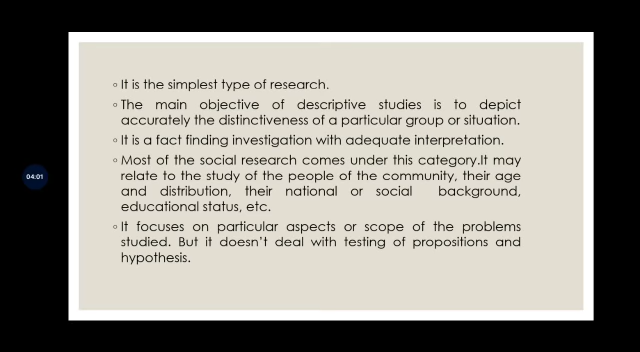 ◦ It is the simplest type of research.
◦ The main objective of descriptive studies is to depict
accurately the distinctiveness of a particular group or situation.
◦ It is a fact finding investigation with adequate interpretation.
◦ Most of the social research comes under this category.It may
relate to the study of the people of the community, their age
and distribution, their national or social background,
educational status, etc.
◦ It focuses on particular aspects or scope of the problems
studied. But it doesn't deal with testing of propositions and
hypothesis.
04:01